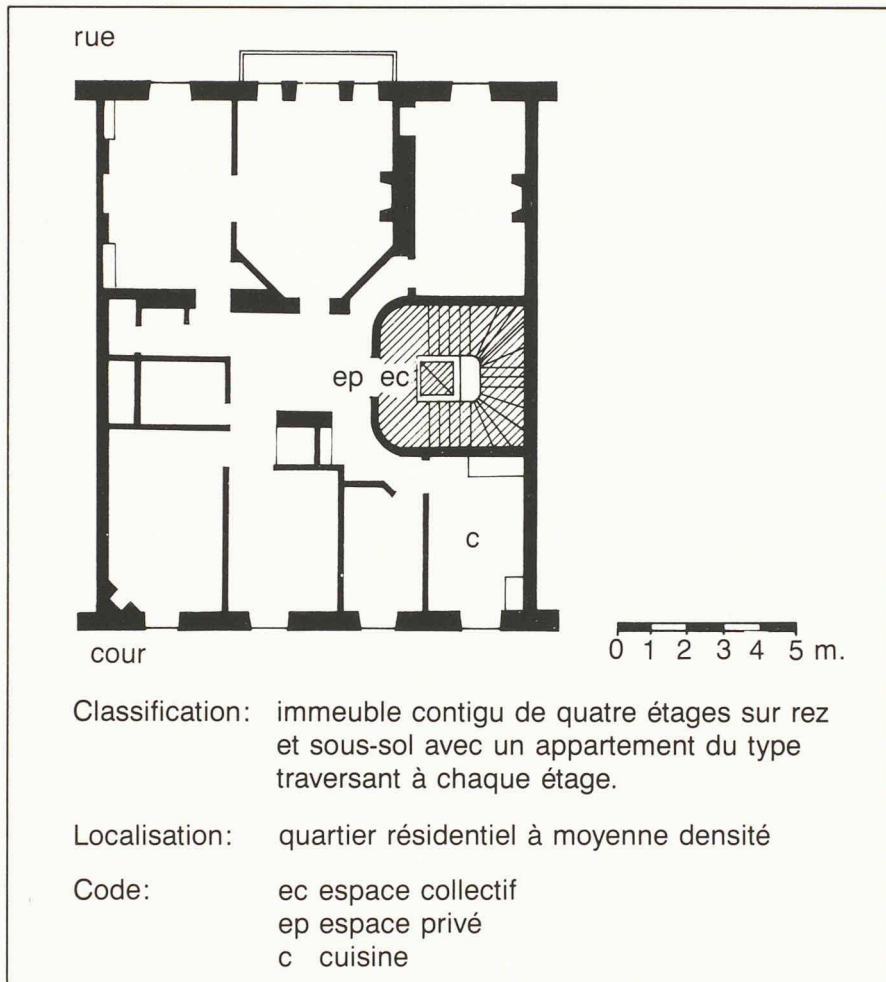 rue
ep ec
c
cour
0 1 2 3 4 5 m.
Classification: immeuble contigu de quatre étages sur rez
et sous-sol avec un appartement du type
traversant à chaque étage.
Localisation: quartier résidentiel à moyenne densité
Code: ec espace collectif
ep espace privé
c cuisine